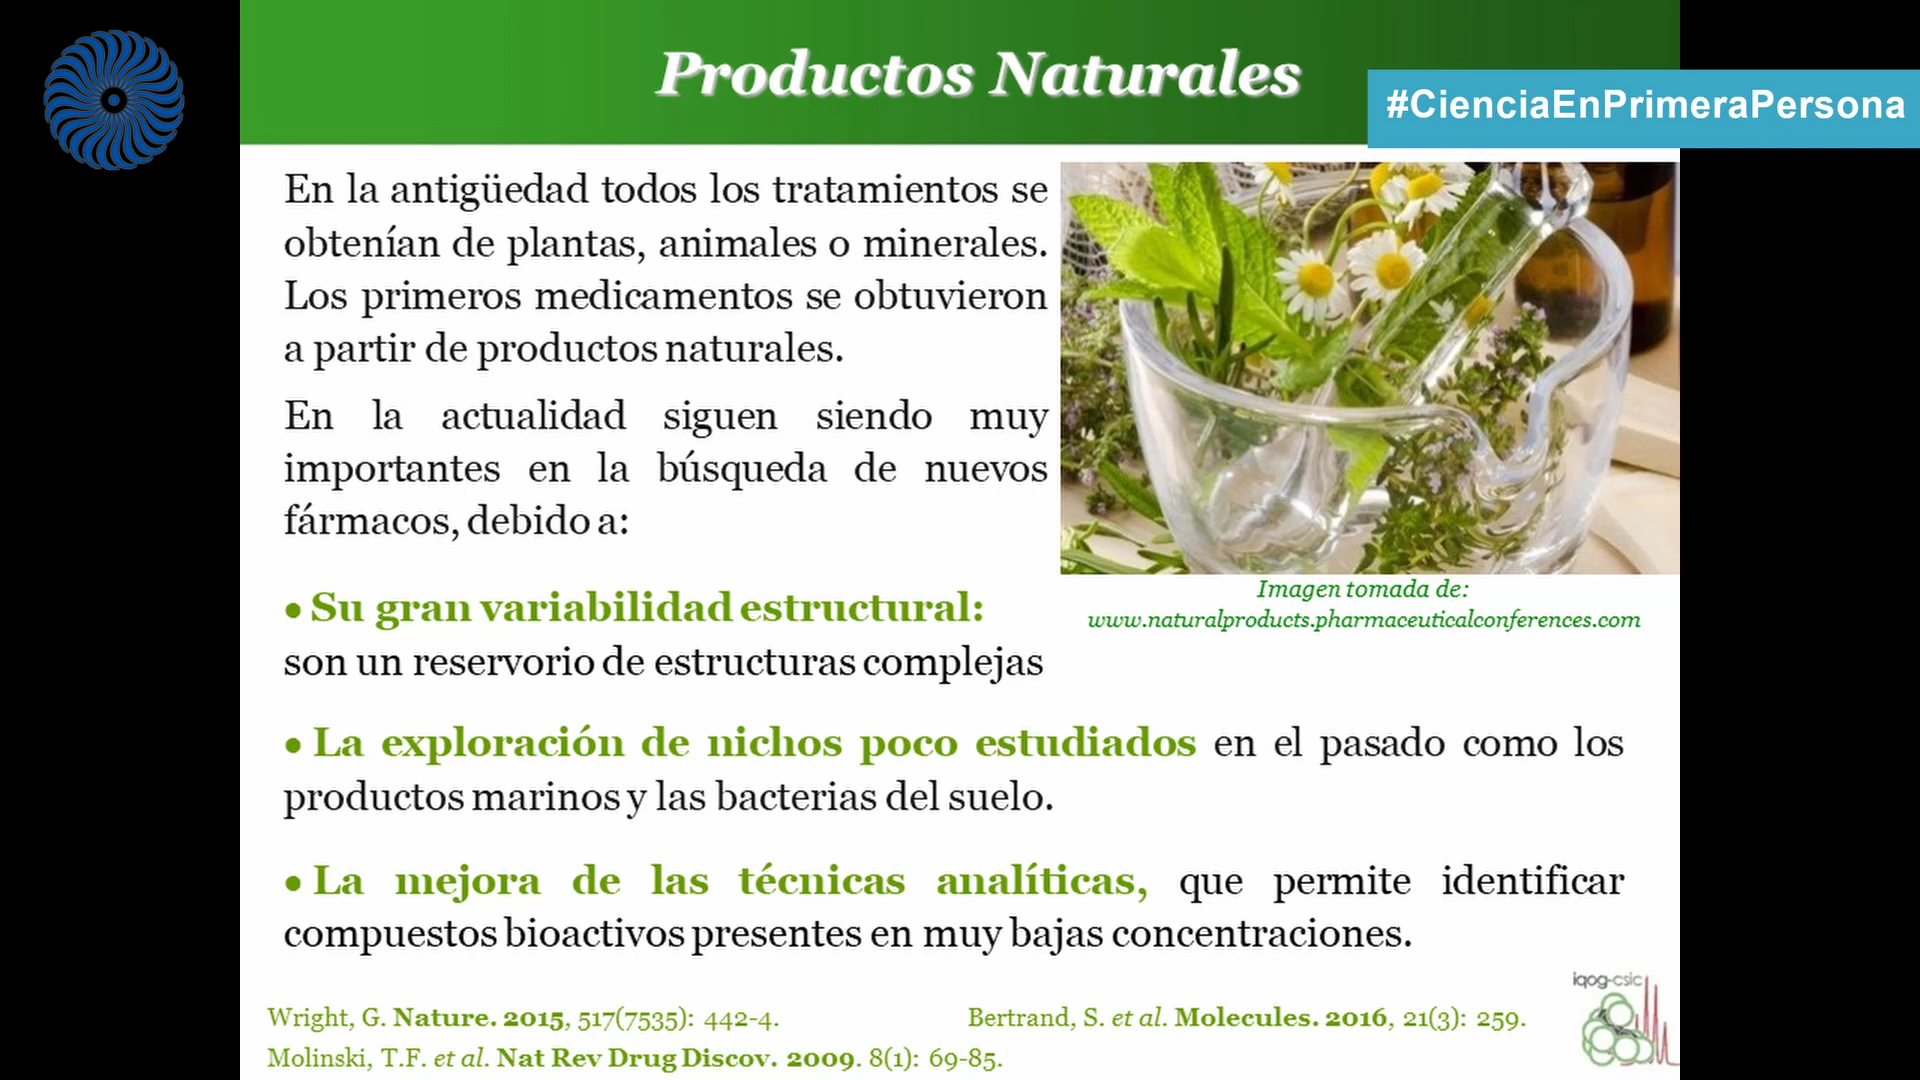 Productos Naturales
#CienciaEnPrimeraPersona
En la antigüedad todos los tratamientos se
obtenían de plantas, animales o minerales.
Los primeros medicamentos se obtuvieron
a partir de productos naturales.
En la actualidad siguen siendo muy
importantes en la búsqueda de nuevos
fármacos, debido a:
Imagen tomada de:
www.naturalproducts.pharmaceuticalconferences.com
• Su gran variabilidad estructural:
son un reservorio de estructuras complejas
• La exploración de nichos poco estudiados en el pasado como los
productos marinos y las bacterias del suelo.
• La mejora de las técnicas analíticas, que permite identificar
compuestos bioactivos presentes en muy bajas concentraciones.
iqog-csic
Wright, G. Nature. 2015, 517(7535): 442-4.
Bertrand, S. et al. Molecules. 2016, 21(3): 259.
Molinski, T.F. et al. Nat Rev Drug Discov. 2009. 8(1): 69-85.